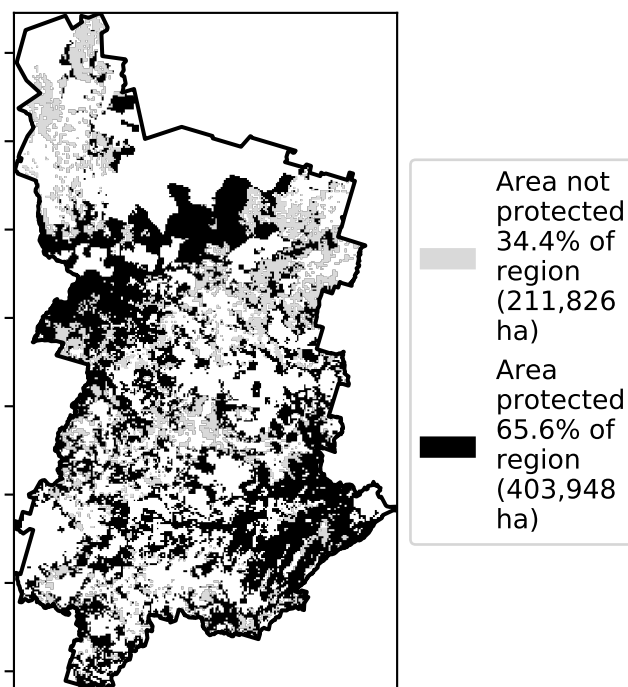 Area not
protected
34.4% of
region
(211,826
ha)
Area
protected
65.6% of
region
(403,948
ha)